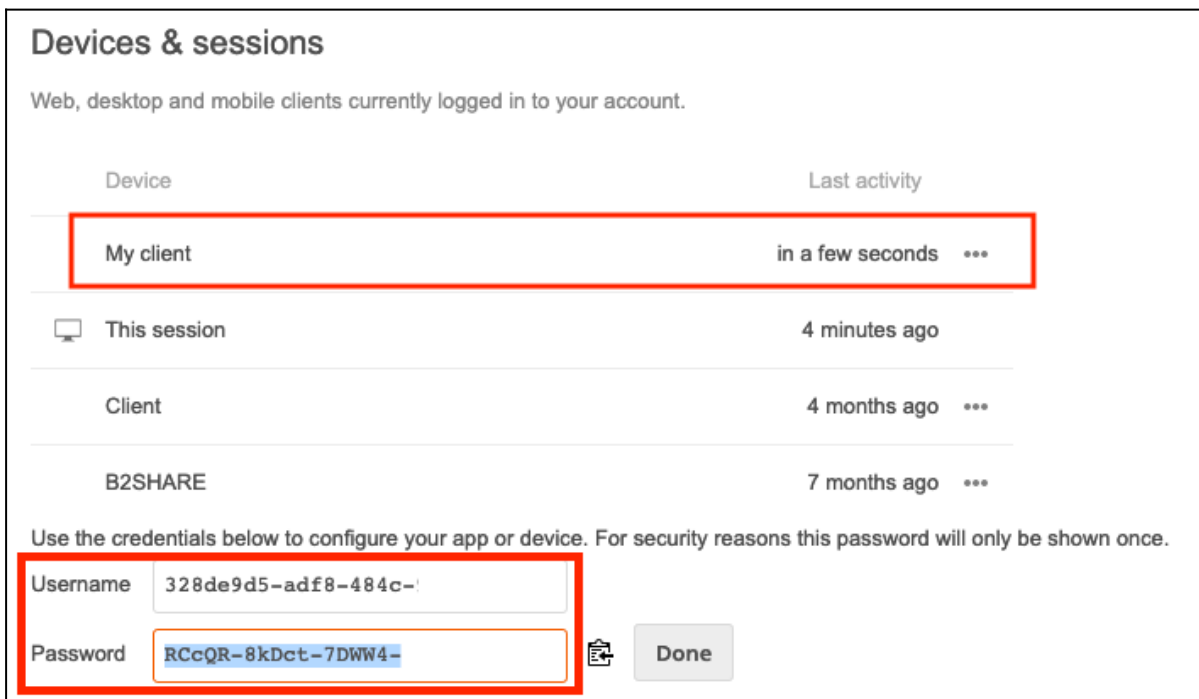 Devices & sessions
Web, desktop and mobile clients currently logged in to your account.
Device Last activity
My client in a few seconds •••
This session 4 minutes ago
Client 4 months ago •••
B2SHARE 7 months ago •••
Use the credentials below to configure your app or device. For security reasons this password will only be shown once.
Username 328de9d5-adf8-484c-
Password RCcQR-8kDct-7DWW4-
Done